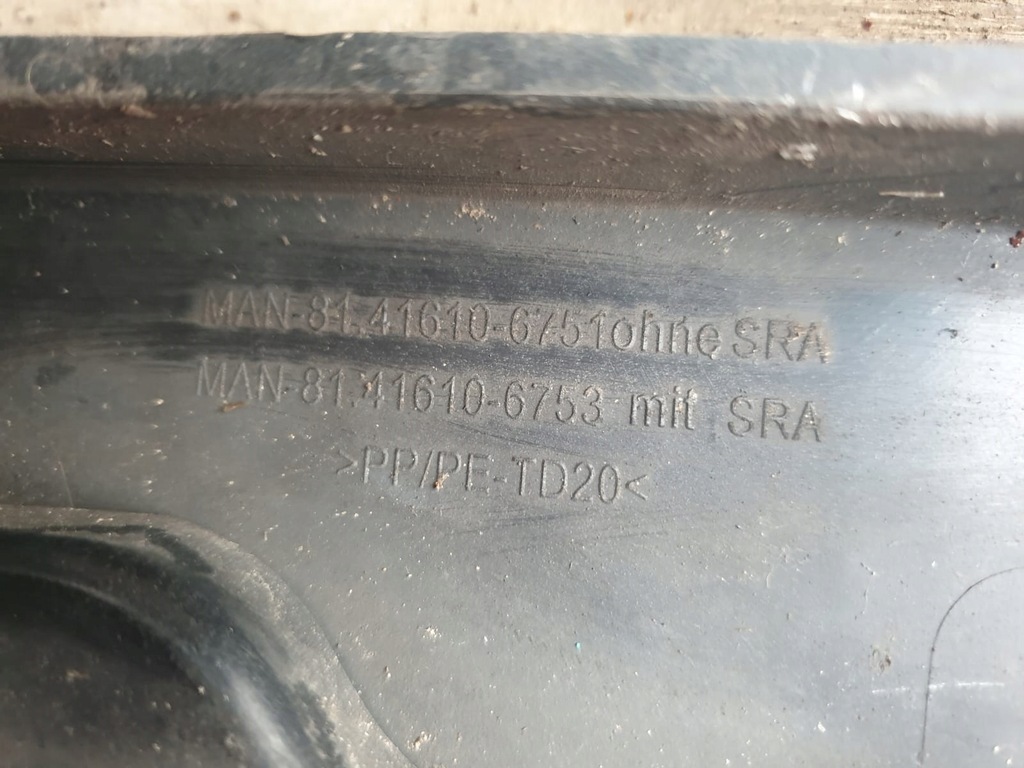 MAN-81.41610-6751ohne SRA
MAN-81.41610-6753 mit SRA
>PP/PE-TD20<